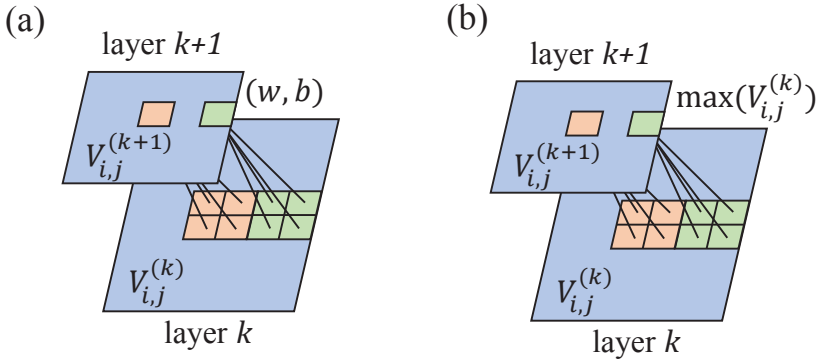 (a)
layer k+1
(w, b)
V_{i,j}^{(k+1)}
V_{i,j}^{(k)}
layer k
(b)
layer k+1
max(V_{i,j}^{(k)})
V_{i,j}^{(k+1)}
V_{i,j}^{(k)}
layer k